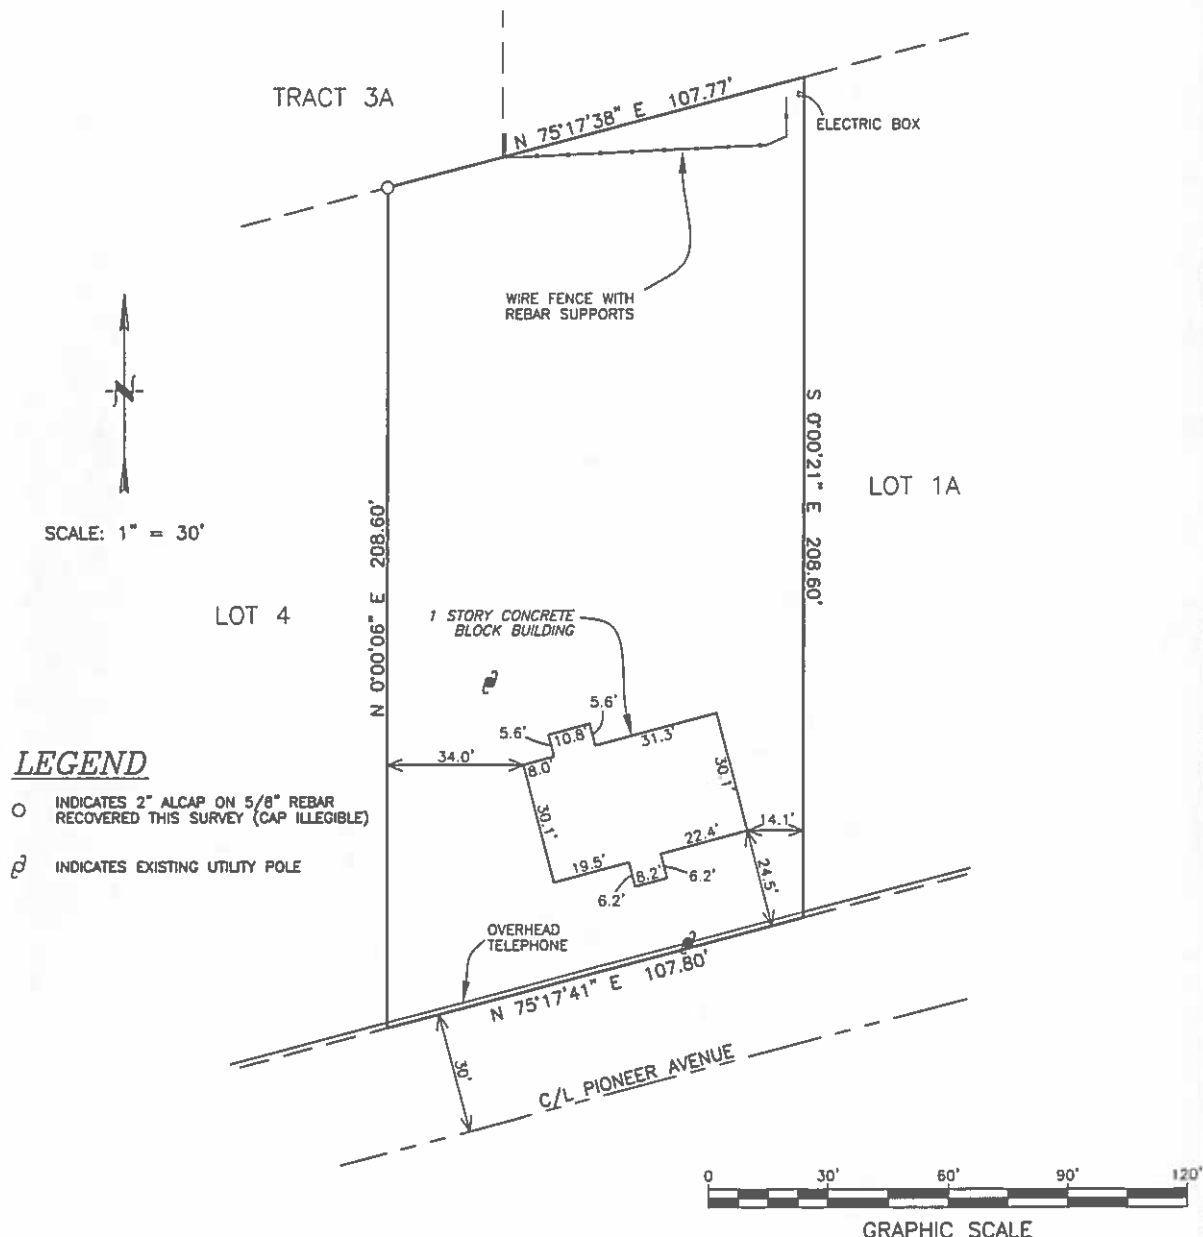 TRACT 3A
N 75°17'38" E 107.77'
ELECTRIC BOX
WIRE FENCE WITH
REBAR SUPPORTS
N
SCALE: 1" = 30'
S 0°00'21" E 208.60'
LOT 1A
N 0°00'06" E 208.60'
LOT 4
1 STORY CONCRETE
BLOCK BUILDING
5.6'
5.6'
10.8'
31.3'
34.0'
8.0'
30.1'
30.1'
14.1'
22.4'
19.5'
8.2'
6.2'
6.2'
24.5'
LEGEND
INDICATES 2" ALCAP ON 5/8" REBAR
RECOVERED THIS SURVEY (CAP ILLEGIBLE)
INDICATES EXISTING UTILITY POLE
OVERHEAD
TELEPHONE
N 75°17'41" E 107.80'
30'
C/L PIONEER AVENUE
0 30' 60' 90' 120'
GRAPHIC SCALE